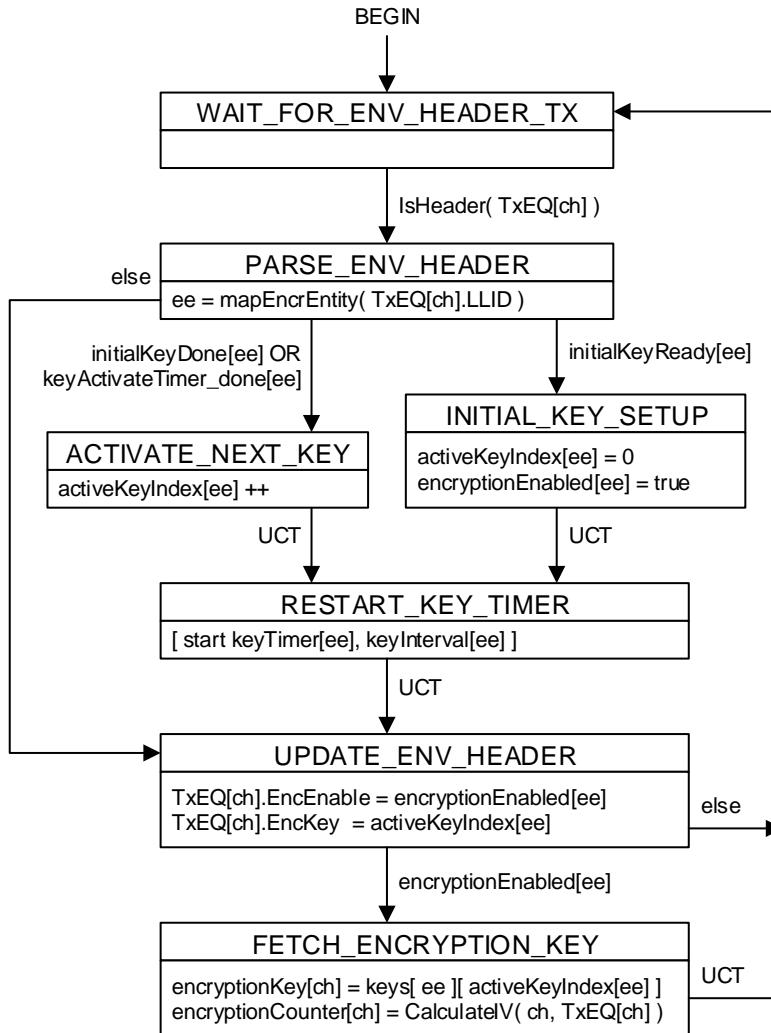 BEGIN
WAIT_FOR_ENV_HEADER_TX
IsHeader( TxEQ[ch] )
PARSE_ENV_HEADER
else
ee = mapEncrEntity( TxEQ[ch].LLID )
initialKeyDone[ee] OR
keyActivateTimer_done[ee]
initialKeyReady[ee]
ACTIVATE_NEXT_KEY
activeKeyIndex[ee] ++
INITIAL_KEY_SETUP
activeKeyIndex[ee] = 0
encryptionEnabled[ee] = true
UCT
UCT
RESTART_KEY_TIMER
[ start keyTimer[ee], keyInterval[ee] ]
UCT
UPDATE_ENV_HEADER
TxEQ[ch].EncEnable = encryptionEnabled[ee]
TxEQ[ch].EncKey = activeKeyIndex[ee]
else
encryptionEnabled[ee]
FETCH_ENCRYPTION_KEY
encryptionKey[ch] = keys[ ee ][ activeKeyIndex[ee] ]
encryptionCounter[ch] = CalculateIV( ch, TxEQ[ch] )
UCT